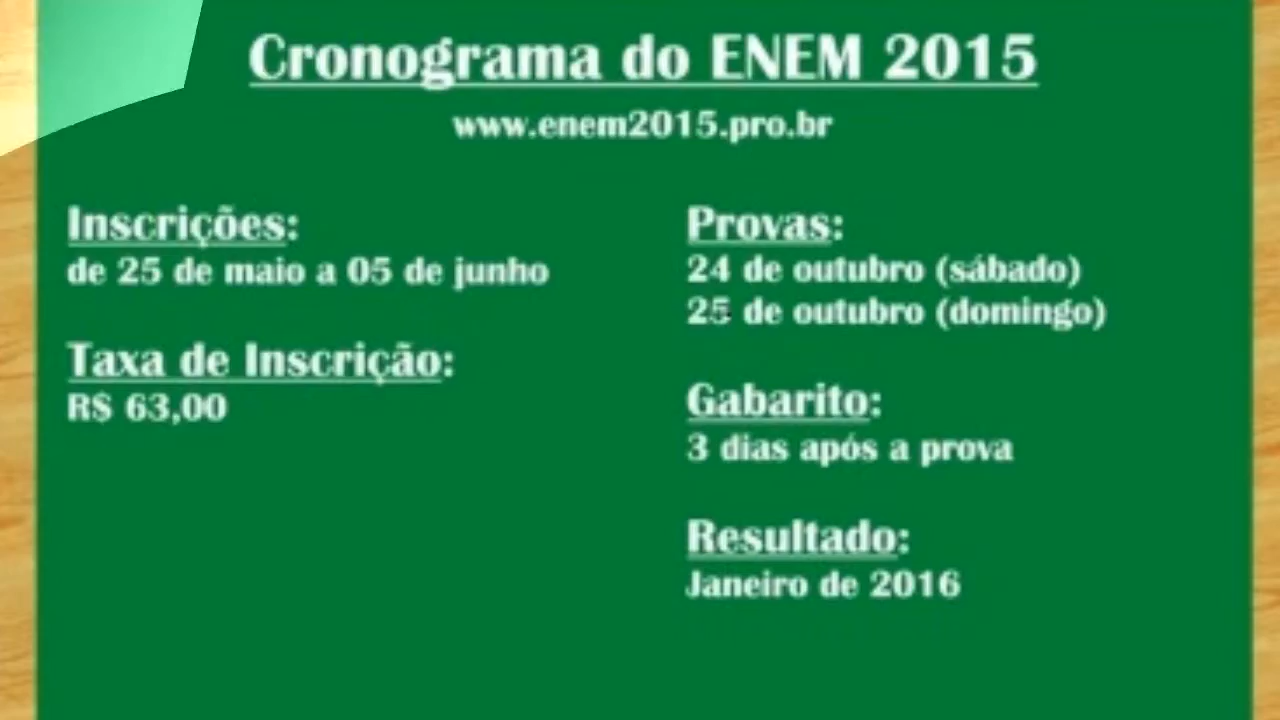 Cronograma do ENEM 2015
www.enem2015.pro.br
Inscrições:
de 25 de maio a 05 de junho
Taxa de Inscrição:
R$ 63,00
Provas:
24 de outubro (sábado)
25 de outubro (domingo)
Gabarito:
3 dias após a prova
Resultado:
Janeiro de 2016